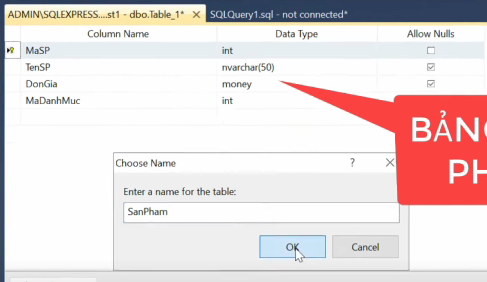 ADMIN\SQLEXPRESS....st1 - dbo.Table_1* SQLQuery1.sql - not connected*
Column Name Data Type Allow Nulls
MaSP int
TenSP nvarchar(50)
DonGia money
MaDanhMuc int
BẢNG
PH
Choose Name ?
Enter a name for the table:
SanPham
OK Cancel